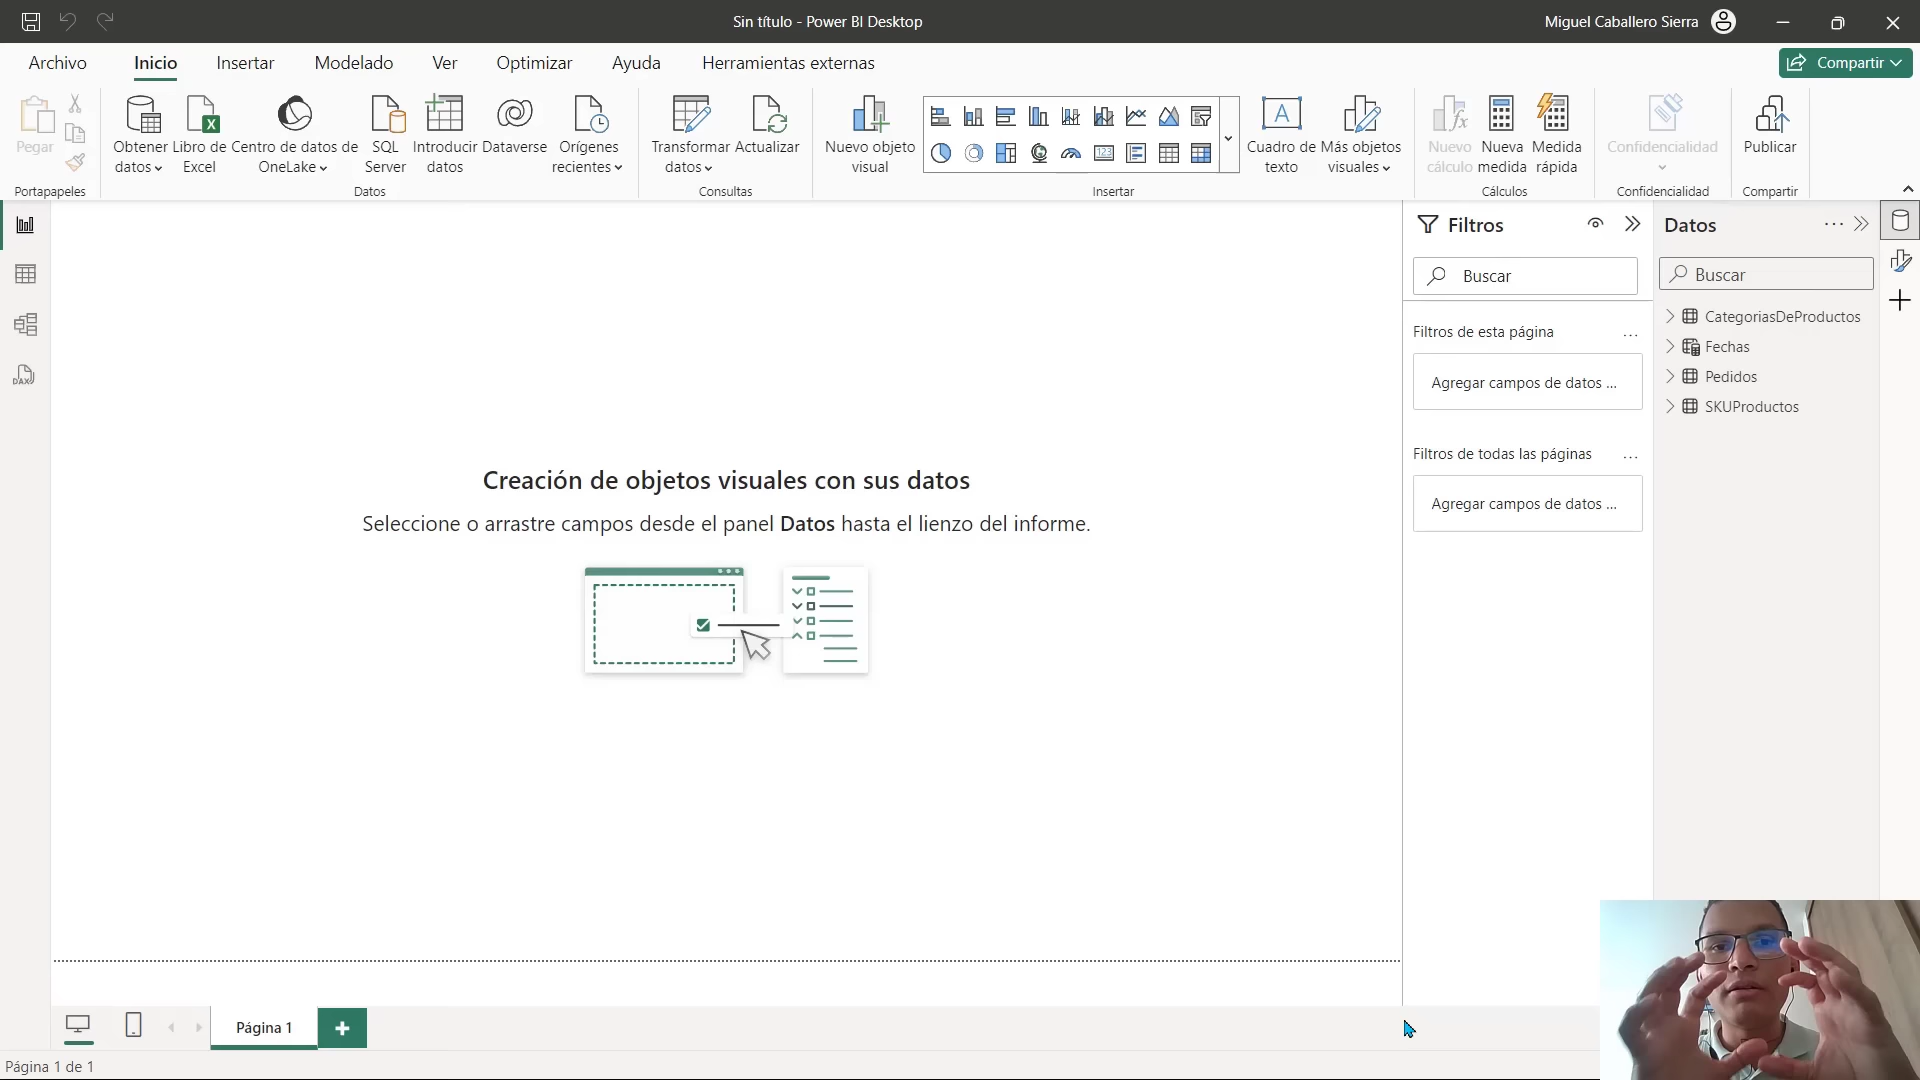 Sin título - Power BI Desktop
Miguel Caballero Sierra
Archivo
Inicio
Insertar
Modelado
Ver
Optimizar
Ayuda
Herramientas externas
Compartir
Pegar
Portapapeles
Obtener datos
Libro de Excel
Centro de datos de OneLake
SQL Server
Introducir datos
Dataverse
Orígenes recientes
Datos
Transformar datos
Actualizar
Consultas
Nuevo objeto visual
Cuadro de texto
Más objetos visuales
Insertar
Nuevo cálculo
Nueva medida
Medida rápida
Cálculos
Confidencialidad
Confidencialidad
Publicar
Compartir
DAX
Creación de objetos visuales con sus datos
Seleccione o arrastre campos desde el panel Datos hasta el lienzo del informe.
Filtros
Buscar
Filtros de esta página
...
Agregar campos de datos ...
Filtros de todas las páginas
...
Agregar campos de datos ...
Datos
...
Buscar
CategoriasDeProductos
Fechas
Pedidos
SKUProductos
Página 1
Página 1 de 1